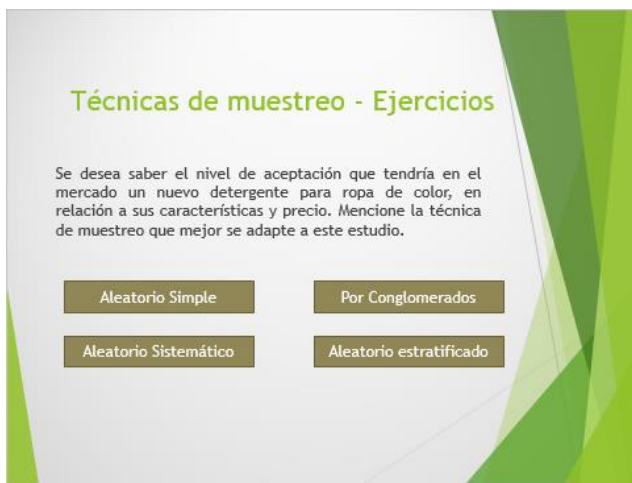 Técnicas de muestreo - Ejercicios
Se desea saber el nivel de aceptación que tendría en el
mercado un nuevo detergente para ropa de color, en
relación a sus características y precio. Mencione la técnica
de muestreo que mejor se adapte a este estudio.
Aleatorio Simple
Por Conglomerados
Aleatorio Sistemático
Aleatorio estratificado